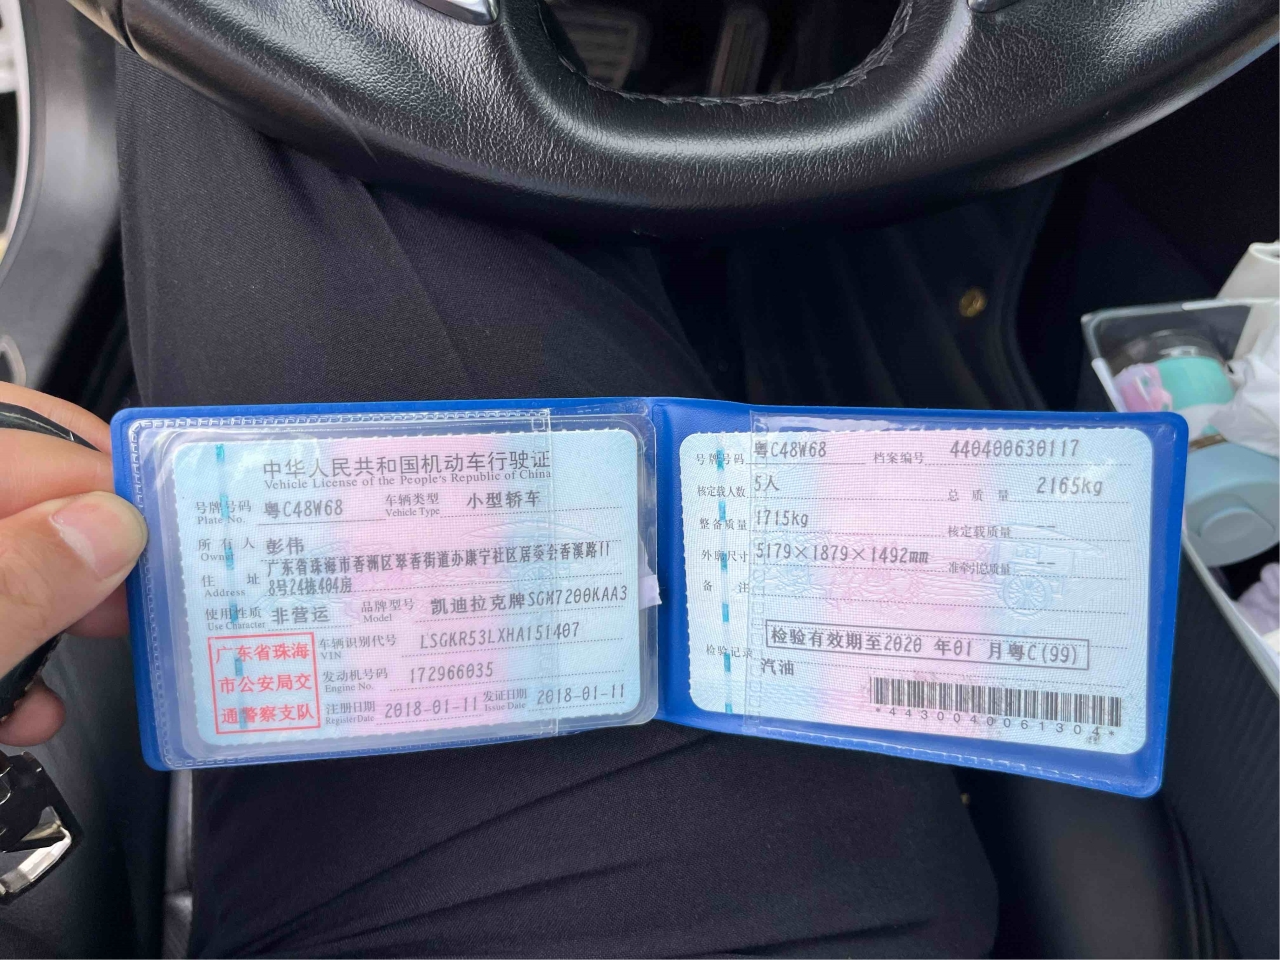 中华人民共和国机动车行驶证
Vehicle License of the People's Republic of China
号牌号码 粤C48W68 车辆类型 小型轿车
Plate No. Vehicle Type
所有人 彭伟
Owner
住址 广东省珠海市香洲区翠香街道办康宁社区居委会香溪路11
Address 8号24栋404房
使用性质 非营运 品牌型号 凯迪拉克牌SGM7200KAA3
Use Character Model
广东省珠海
市公安局交
通警察支队
车辆识别代号 LSGKR53LXHA151407
VIN
发动机号码 172966035
Engine No.
注册日期 2018-01-11 发证日期 2018-01-11
Register Date Issue Date
号牌号码 粤C48W68 档案编号 440400630117
核定载人数 5人 总质量 2165kg
整备质量 1715kg 核定载质量 --
外廓尺寸 5179×1879×1492mm 准牵引总质量 --
备注
检验记录 检验有效期至2020 年01 月粤C(99)
汽油
*4430040061304*